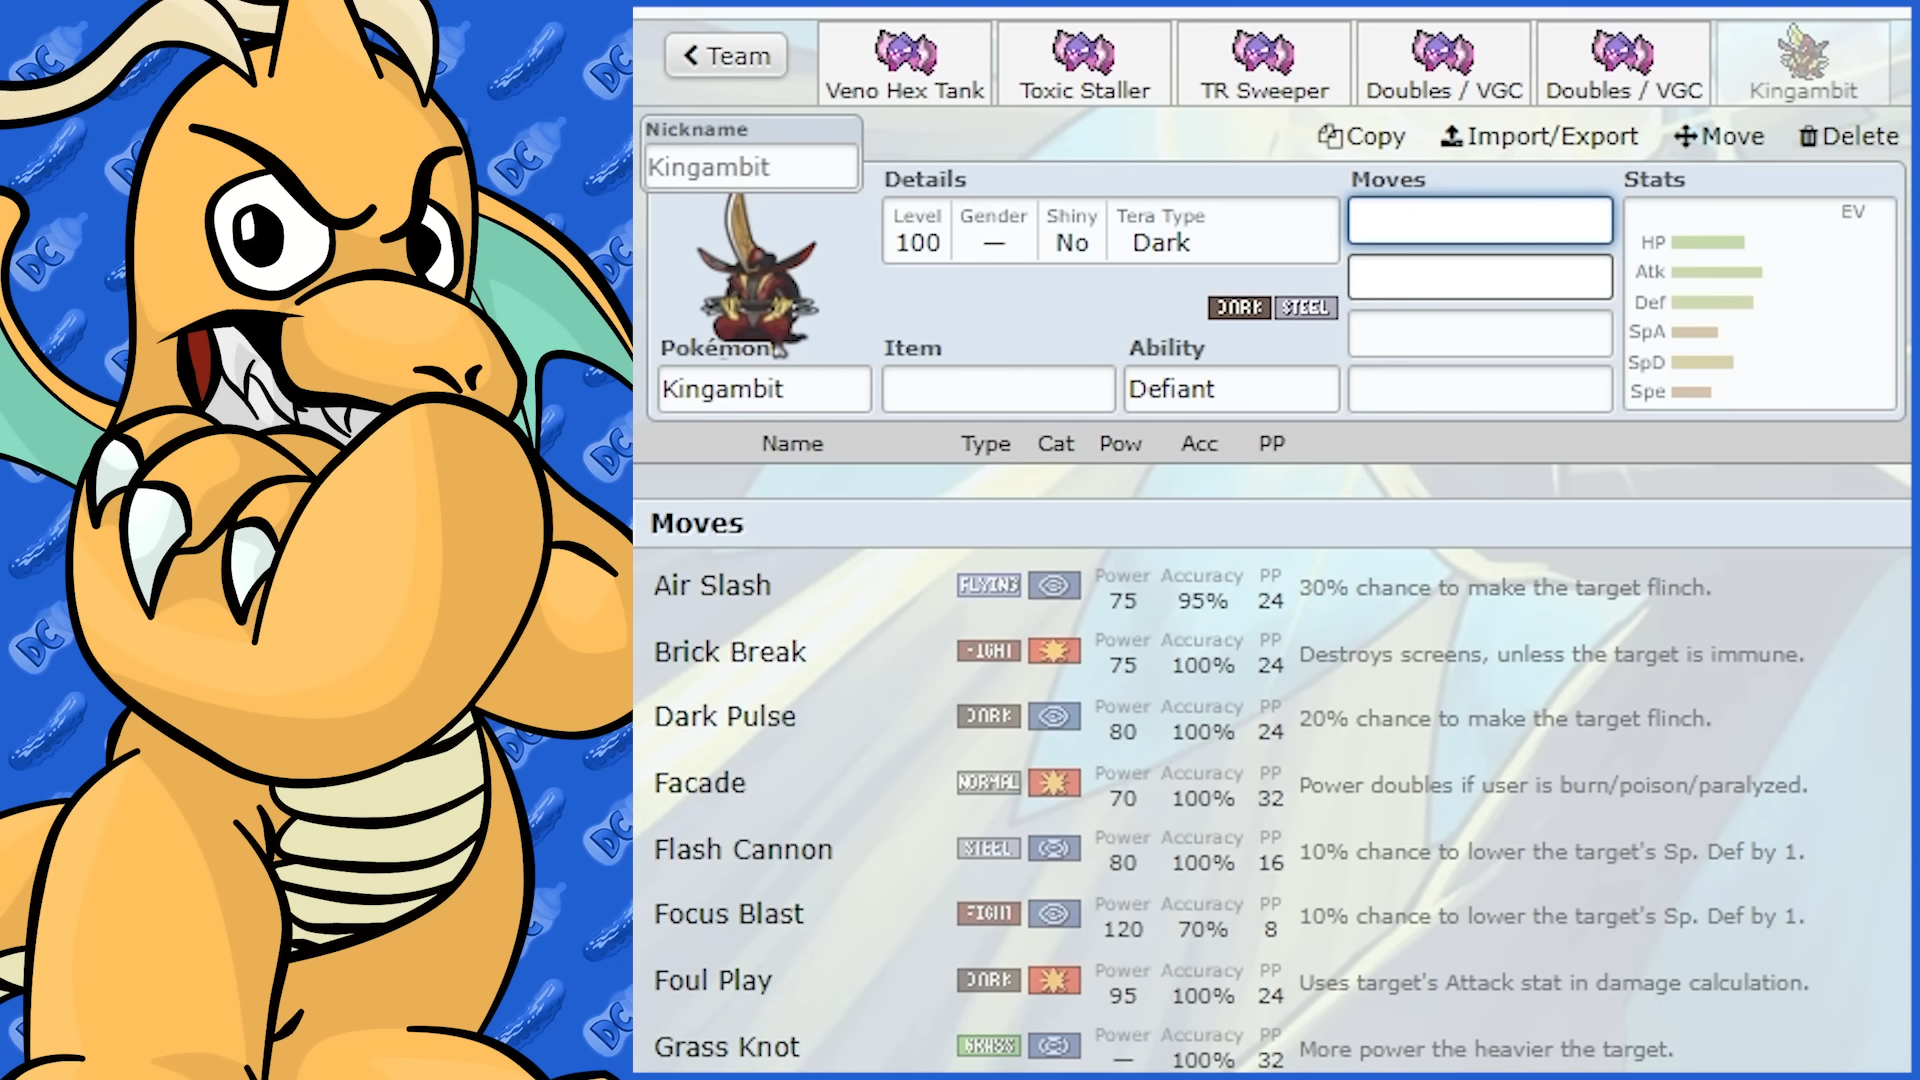 Team
Veno Hex Tank
Toxic Staller
TR Sweeper
Doubles / VGC
Doubles / VGC
Kingambit
Copy
Import/Export
Move
Delete
Nickname
Kingambit
Details
Level Gender Shiny Tera Type
100 — No Dark
DARK STEEL
Pokémon
Kingambit
Item
Ability
Defiant
Moves
Stats
EV
HP
Atk
Def
SpA
SpD
Spe
Name Type Cat Pow Acc PP
Moves
Air Slash FLYING Power 75 Accuracy 95% PP 24 30% chance to make the target flinch.
Brick Break FIGHT Power 75 Accuracy 100% PP 24 Destroys screens, unless the target is immune.
Dark Pulse DARK Power 80 Accuracy 100% PP 24 20% chance to make the target flinch.
Facade NORMAL Power 70 Accuracy 100% PP 32 Power doubles if user is burn/poison/paralyzed.
Flash Cannon STEEL Power 80 Accuracy 100% PP 16 10% chance to lower the target's Sp. Def by 1.
Focus Blast FIGHT Power 120 Accuracy 70% PP 8 10% chance to lower the target's Sp. Def by 1.
Foul Play DARK Power 95 Accuracy 100% PP 24 Uses target's Attack stat in damage calculation.
Grass Knot GRASS Power — Accuracy 100% PP 32 More power the heavier the target.
DC